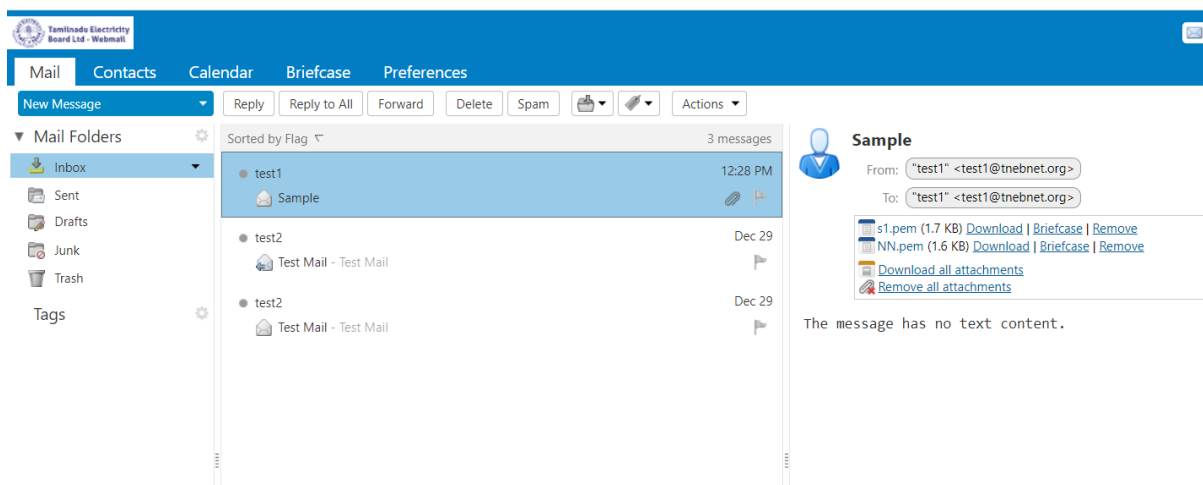 Tamilnadu Electricity
Board Ltd - Webmail
Mail Contacts Calendar Briefcase Preferences
New Message Reply Reply to All Forward Delete Spam Actions
Mail Folders
Inbox
Sent
Drafts
Junk
Trash
Tags
Sorted by Flag 3 messages
test1 12:28 PM
Sample
test2 Dec 29
Test Mail - Test Mail
test2 Dec 29
Test Mail - Test Mail
Sample
From: "test1" <test1@tnebnet.org>
To: "test1" <test1@tnebnet.org>
s1.pem (1.7 KB) Download | Briefcase | Remove
NN.pem (1.6 KB) Download | Briefcase | Remove
Download all attachments
Remove all attachments
The message has no text content.